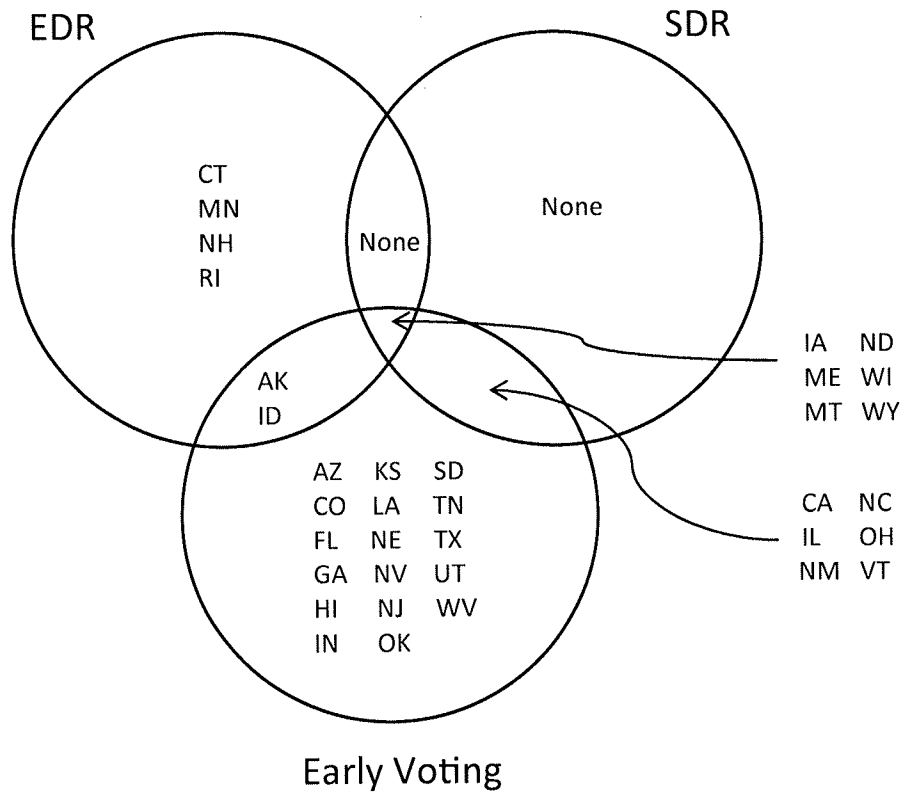 EDR
SDR
CT
MN
NH
RI
None
None
AK
ID
IA ND
ME WI
MT WY
AZ KS SD
CO LA TN
FL NE TX
GA NV UT
HI NJ WV
IN OK
CA NC
IL OH
NM VT
Early Voting